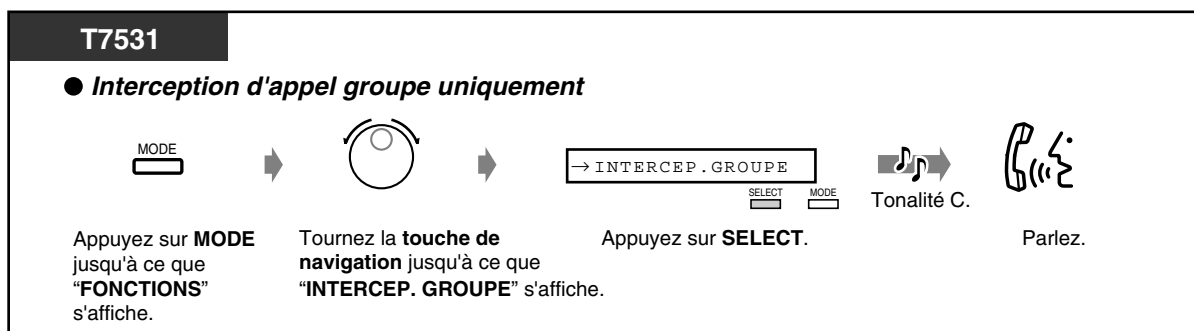 T7531
● Interception d'appel groupe uniquement
MODE
→INTERCEP.GROUPE
SELECT MODE
Tonalité C.
Appuyez sur MODE
jusqu'à ce que
“FONCTIONS”
s'affiche.
Tournez la touche de
navigation jusqu'à ce que
“INTERCEP. GROUPE” s'affiche.
Appuyez sur SELECT.
Parlez.